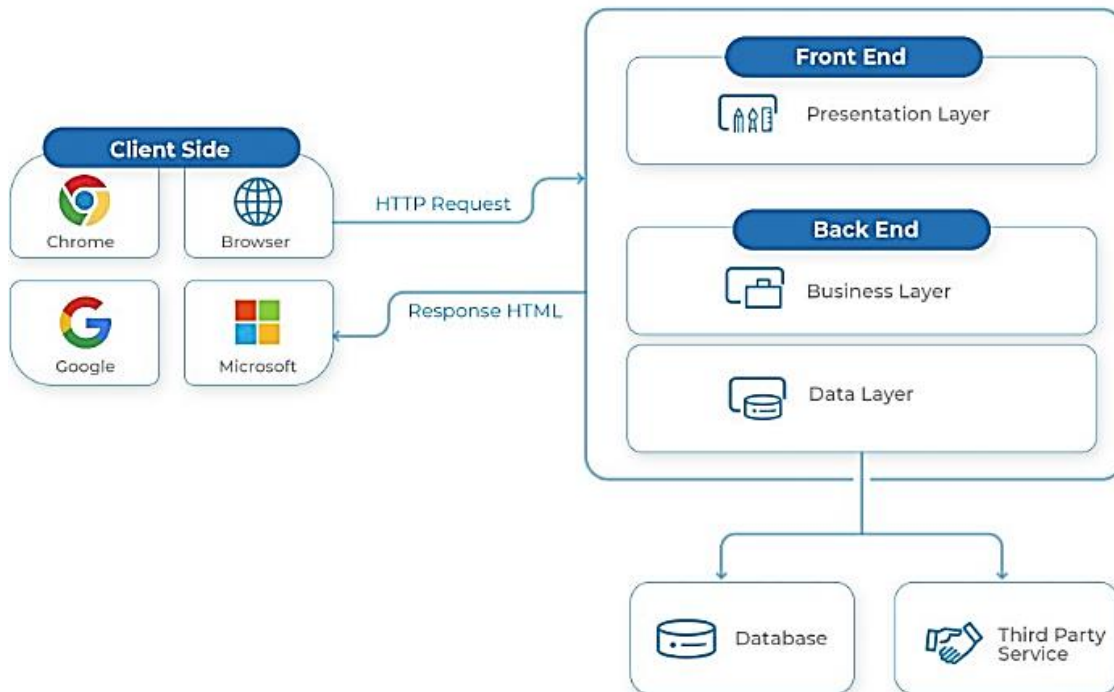 Front End
Presentation Layer
Client Side
Chrome
Browser
HTTP Request
Back End
Business Layer
Google
Microsoft
Response HTML
Data Layer
Database
Third Party
Service